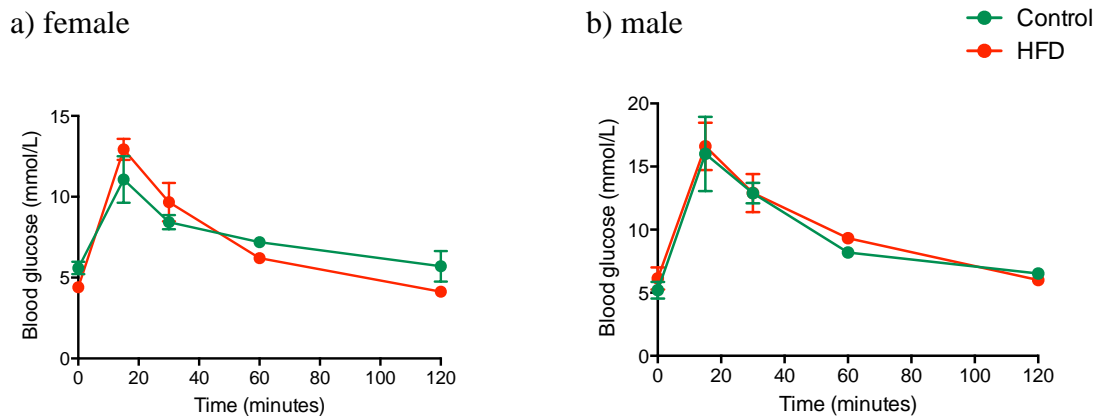 a) female
b) male
Control
HFD
15
10
5
0
Blood glucose (mmol/L)
0 20 40 60 80 100 120
Time (minutes)
20
15
10
5
0
Blood glucose (mmol/L)
0 20 40 60 80 100 120
Time (minutes)